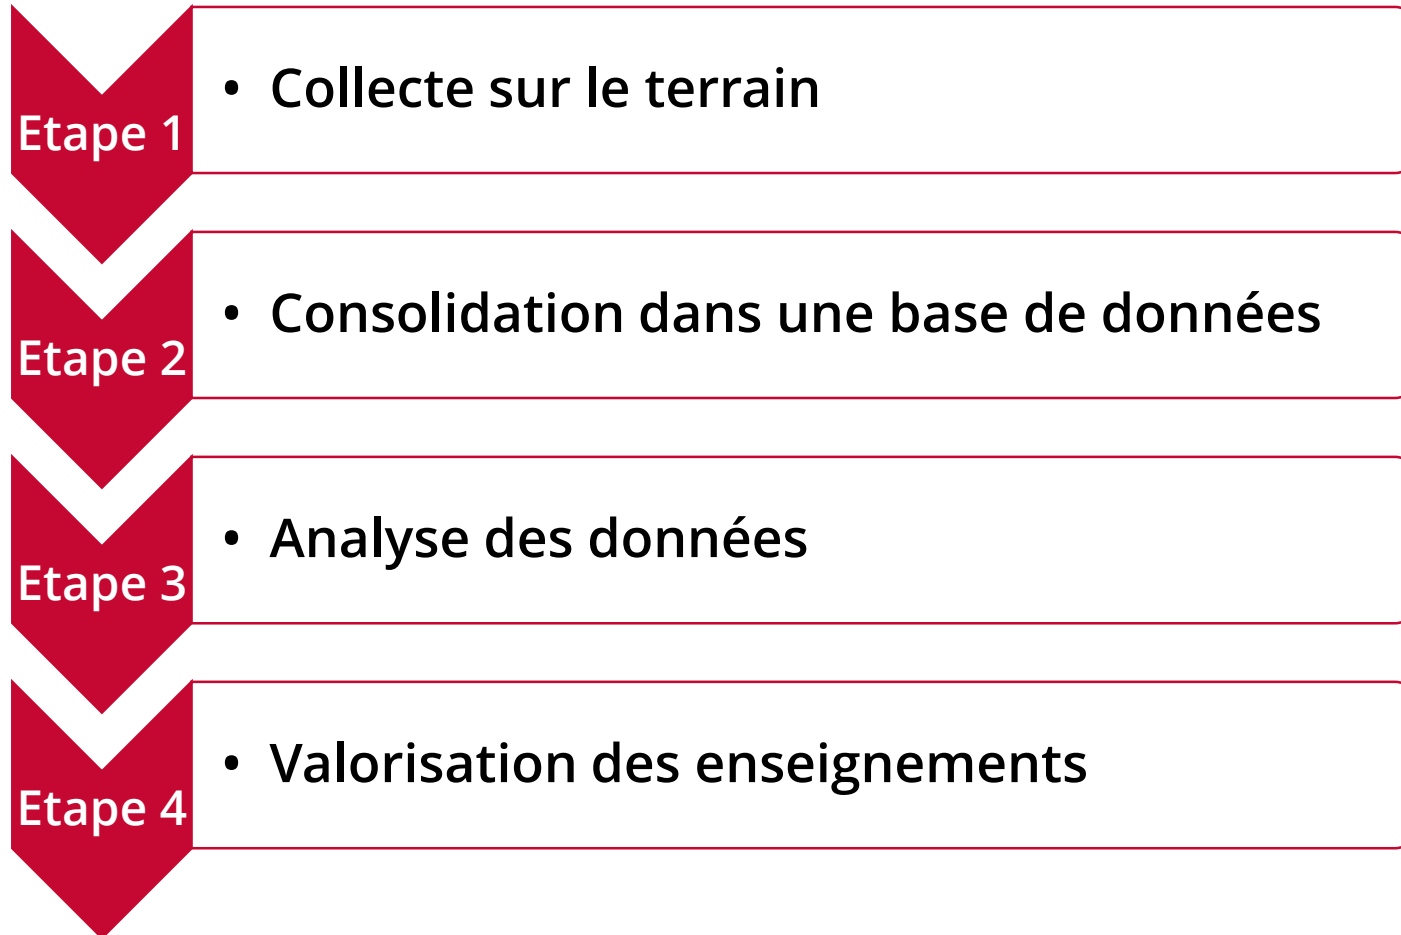 Etape 1
• Collecte sur le terrain
Etape 2
• Consolidation dans une base de données
Etape 3
• Analyse des données
Etape 4
• Valorisation des enseignements